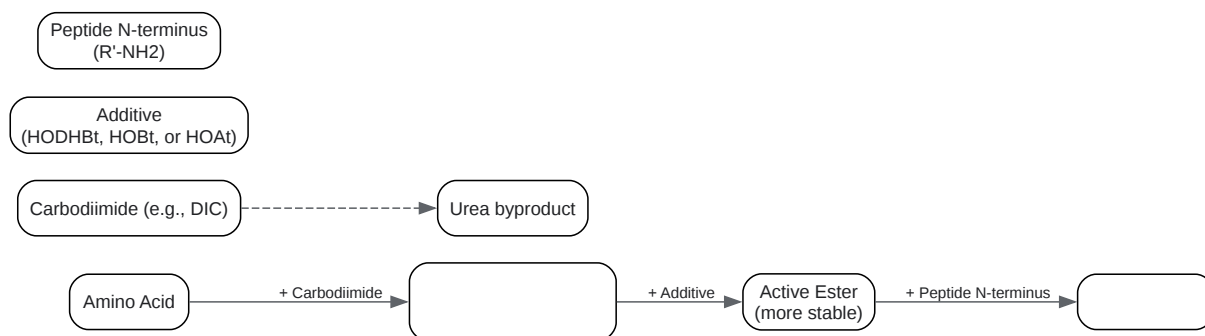 Peptide N-terminus
(R'-NH2)
Additive
(HODHBt, HOBt, or HOAt)
Carbodiimide (e.g., DIC)
Urea byproduct
Amino Acid
+ Carbodiimide
+ Additive
Active Ester
(more stable)
+ Peptide N-terminus